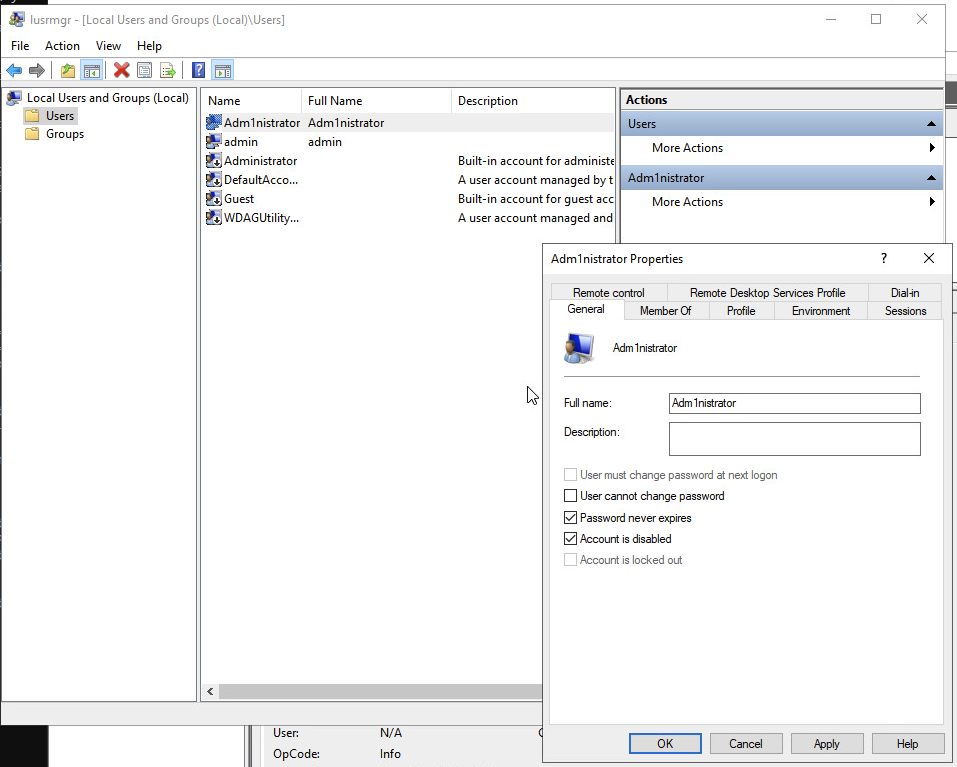 lusrmgr - [Local Users and Groups (Local)\Users]
File Action View Help
Local Users and Groups (Local)
Users
Groups
Name Full Name Description
Adm1nistrator Adm1nistrator
admin admin
Administrator Built-in account for administe
DefaultAcco... A user account managed by t
Guest Built-in account for guest acc
WDAGUtility... A user account managed and
Actions
Users
More Actions
Adm1nistrator
More Actions
Adm1nistrator Properties
Remote control Remote Desktop Services Profile Dial-in
General Member Of Profile Environment Sessions
Adm1nistrator
Full name: Adm1nistrator
Description:
User must change password at next logon
User cannot change password
Password never expires
Account is disabled
Account is locked out
OK Cancel Apply Help
User: N/A
OpCode: Info